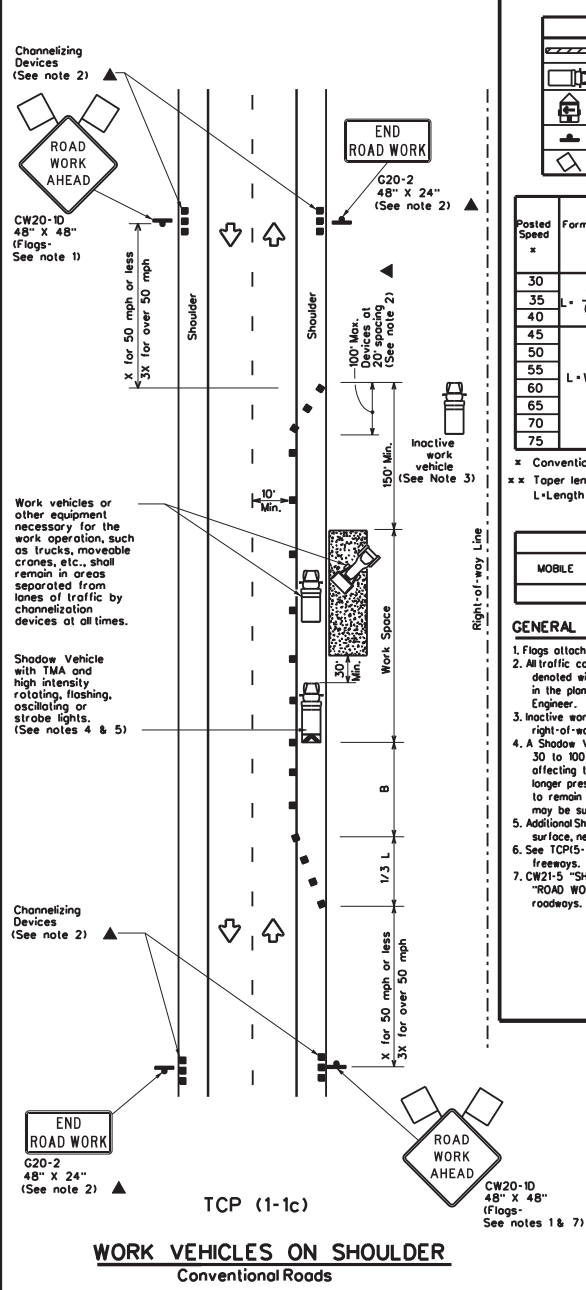 Channelizing
Devices
(See note 2)
ROAD
WORK
AHEAD
CW20-1D
48" X 48"
(Flags-
See note 1)
END
ROAD WORK
G20-2
48" X 24"
(See note 2)
X for 50 mph or less
3X for over 50 mph
Shoulder
Shoulder
100' Max.
Devices at
20' spacing
(See note 2)
150' Min.
Inactive
work
vehicle
(See Note 3)
10'
Min.
Work vehicles or
other equipment
necessary for the
work operation, such
as trucks, moveable
cranes, etc., shall
remain in areas
separated from
lanes of traffic by
channelization
devices at all times.
Right-of-way Line
Work Space
30'
Min.
Shadow Vehicle
with TMA and
high intensity
rotating, flashing,
oscillating or
strobe lights.
(See notes 4 & 5)
B
1/3 L
Channelizing
Devices
(See note 2)
X for 50 mph or less
3X for over 50 mph
END
ROAD WORK
G20-2
48" X 24"
(See note 2)
ROAD
WORK
AHEAD
CW20-1D
48" X 48"
(Flags-
See notes 1 & 7)
TCP (1-1c)
WORK VEHICLES ON SHOULDER
Conventional Roads
Posted
Speed
x
Form
30
35
40
45
50
55
60
65
70
75
L=
L=W
x Conventio
xx Taper len
L=Length
MOBILE
GENERAL
1. Flags attach
2. All traffic co
denoted wi
in the plan
Engineer.
3. Inactive wor
right-of-wa
4. A Shadow V
30 to 100
affecting t
longer pres
to remain
may be su
5. Additional Sh
surface, ne
6. See TCP(5-
freeways.
7. CW21-5 "SH
"ROAD WO
roadways.